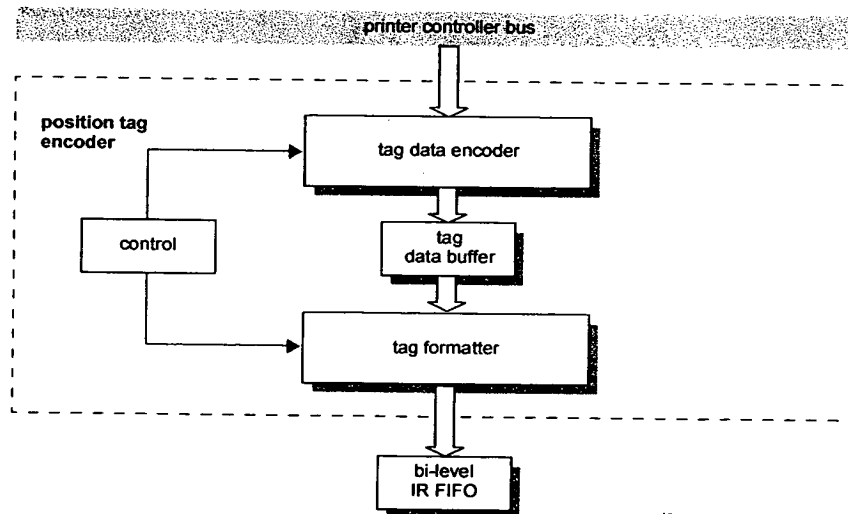 printer controller bus
position tag
encoder
tag data encoder
control
tag
data buffer
tag formatter
bi-level
IR FIFO